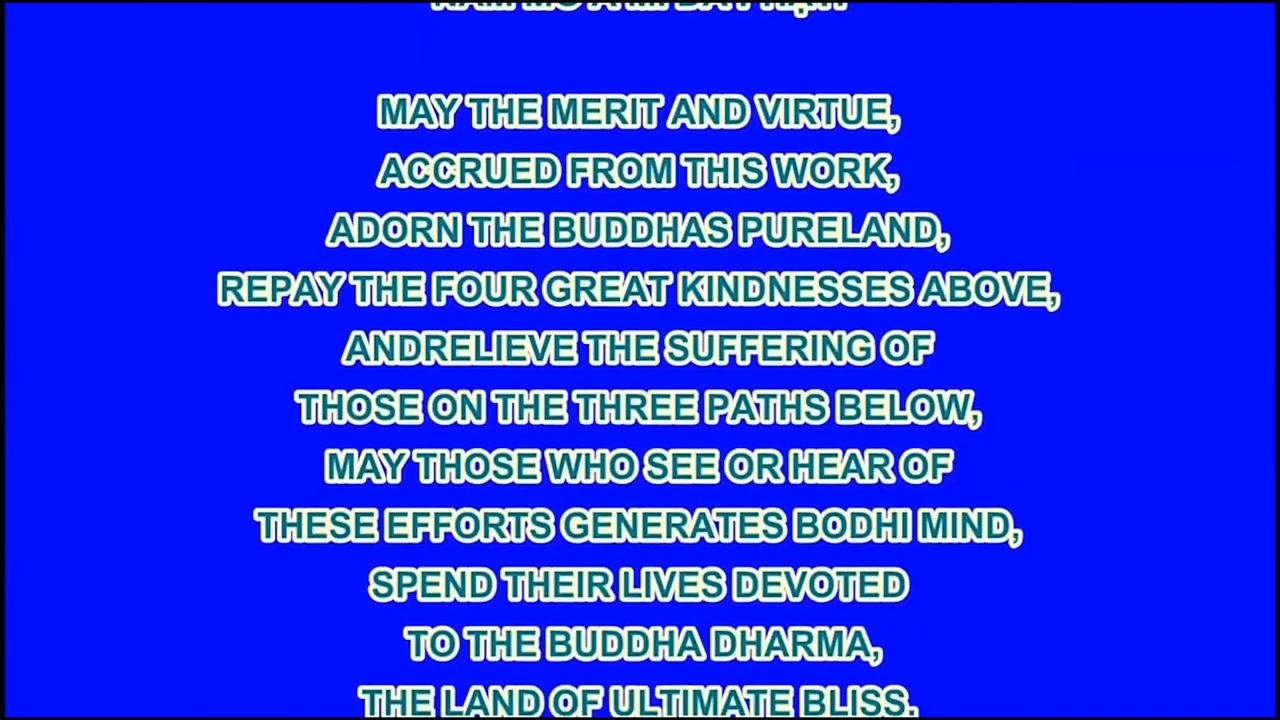 MAY THE MERIT AND VIRTUE,
ACCRUED FROM THIS WORK,
ADORN THE BUDDHAS PURELAND,
REPAY THE FOUR GREAT KINDNESSES ABOVE,
ANDRELIEVE THE SUFFERING OF
THOSE ON THE THREE PATHS BELOW,
MAY THOSE WHO SEE OR HEAR OF
THESE EFFORTS GENERATES BODHI MIND,
SPEND THEIR LIVES DEVOTED
TO THE BUDDHA DHARMA,
THE LAND OF ULTIMATE BLISS.